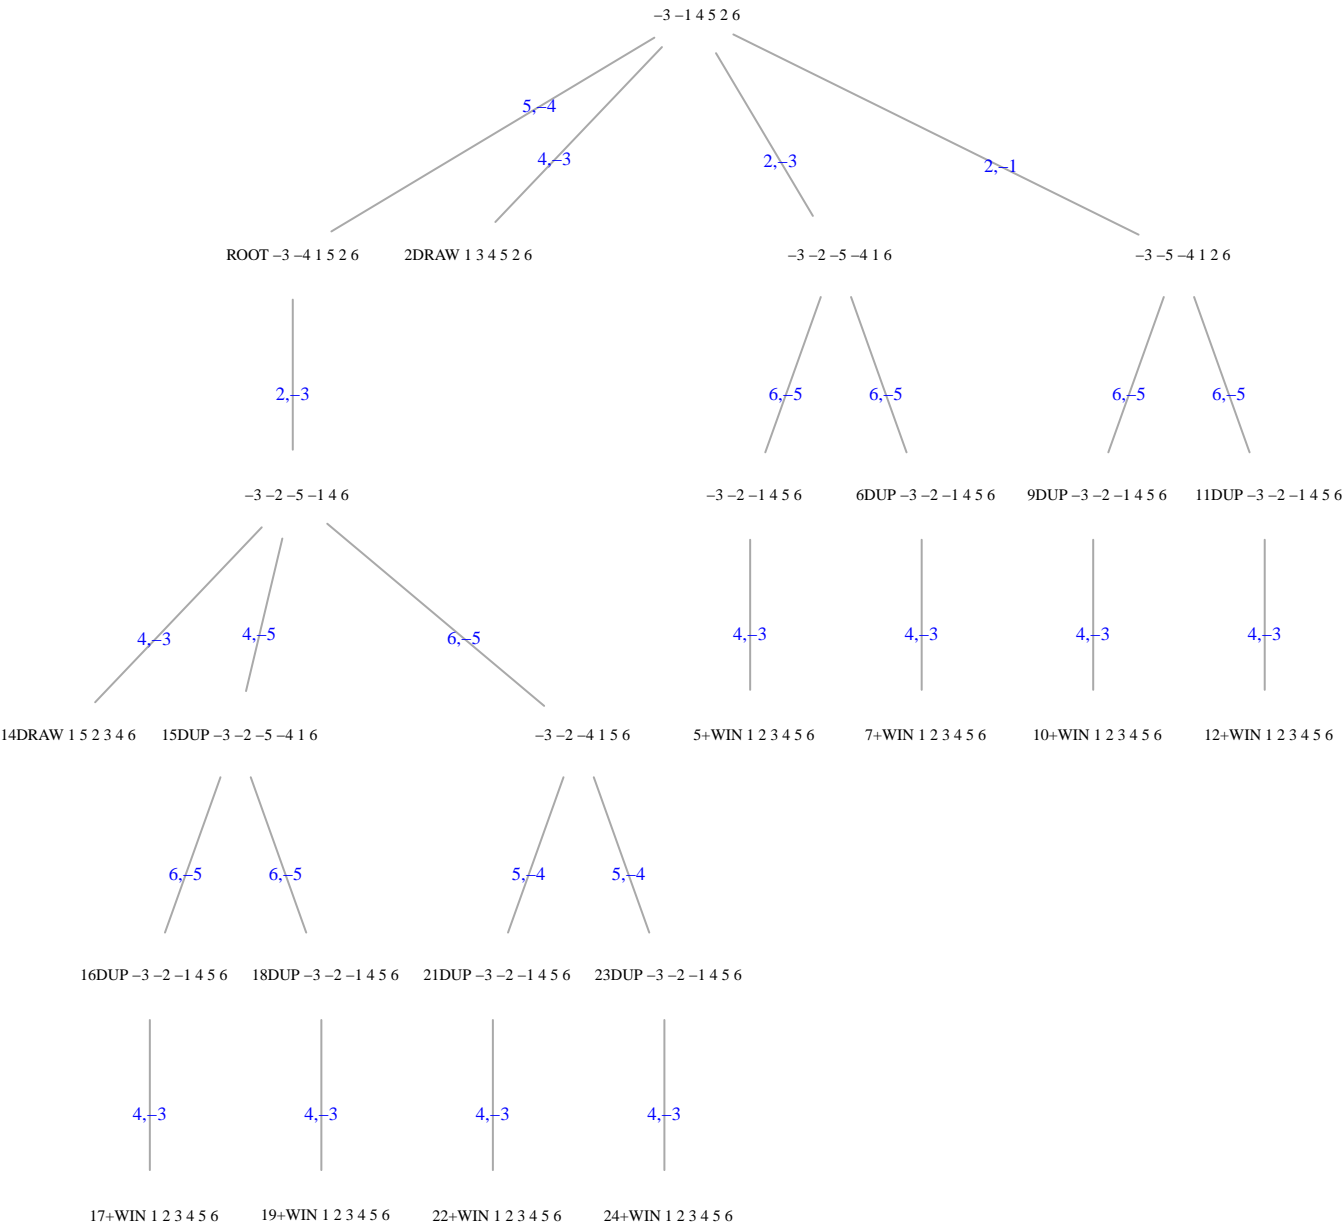 −3 −1 4 5 2 6
5,−4
4,−3
2,−3
2,−1
ROOT −3 −4 1 5 2 6
2DRAW 1 3 4 5 2 6
−3 −2 −5 −4 1 6
−3 −5 −4 1 2 6
2,−3
6,−5
6,−5
6,−5
6,−5
−3 −2 −5 −1 4 6
−3 −2 −1 4 5 6
6DUP −3 −2 −1 4 5 6
9DUP −3 −2 −1 4 5 6
11DUP −3 −2 −1 4 5 6
4,−3
4,−5
6,−5
4,−3
4,−3
4,−3
4,−3
14DRAW 1 5 2 3 4 6
15DUP −3 −2 −5 −4 1 6
−3 −2 −4 1 5 6
5+WIN 1 2 3 4 5 6
7+WIN 1 2 3 4 5 6
10+WIN 1 2 3 4 5 6
12+WIN 1 2 3 4 5 6
6,−5
6,−5
5,−4
5,−4
16DUP −3 −2 −1 4 5 6
18DUP −3 −2 −1 4 5 6
21DUP −3 −2 −1 4 5 6
23DUP −3 −2 −1 4 5 6
4,−3
4,−3
4,−3
4,−3
17+WIN 1 2 3 4 5 6
19+WIN 1 2 3 4 5 6
22+WIN 1 2 3 4 5 6
24+WIN 1 2 3 4 5 6